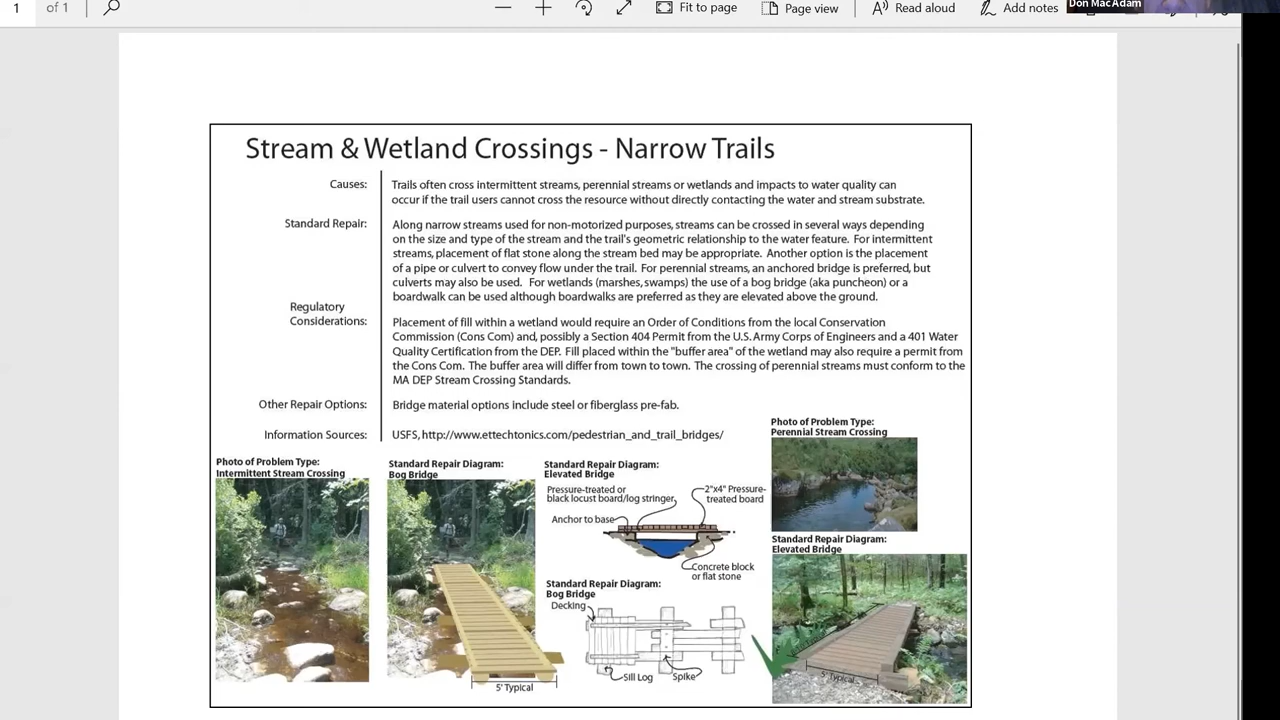 1 of 1
Fit to page
Page view
Read aloud
Add notes
Don MacAdam
Stream & Wetland Crossings - Narrow Trails
Causes:
Trails often cross intermittent streams, perennial streams or wetlands and impacts to water quality can
occur if the trail users cannot cross the resource without directly contacting the water and stream substrate.
Standard Repair:
Along narrow streams used for non-motorized purposes, streams can be crossed in several ways depending
on the size and type of the stream and the trail's geometric relationship to the water feature. For intermittent
streams, placement of flat stone along the stream bed may be appropriate. Another option is the placement
of a pipe or culvert to convey flow under the trail. For perennial streams, an anchored bridge is preferred, but
culverts may also be used. For wetlands (marshes, swamps) the use of a bog bridge (aka puncheon) or a
boardwalk can be used although boardwalks are preferred as they are elevated above the ground.
Regulatory
Considerations:
Placement of fill within a wetland would require an Order of Conditions from the local Conservation
Commission (Cons Com) and, possibly a Section 404 Permit from the U.S. Army Corps of Engineers and a 401 Water
Quality Certification from the DEP. Fill placed within the "buffer area" of the wetland may also require a permit from
the Cons Com. The buffer area will differ from town to town. The crossing of perennial streams must conform to the
MA DEP Stream Crossing Standards.
Other Repair Options:
Bridge material options include steel or fiberglass pre-fab.
Information Sources:
USFS, http://www.ettechtonics.com/pedestrian_and_trail_bridges/
Photo of Problem Type:
Intermittent Stream Crossing
Standard Repair Diagram:
Bog Bridge
5' Typical
Standard Repair Diagram:
Elevated Bridge
Pressure-treated or
black locust board/log stringer
2"x4" Pressure-
treated board
Anchor to base
Concrete block
or flat stone
Standard Repair Diagram:
Bog Bridge
Decking
Sill Log
Spike
Photo of Problem Type:
Perennial Stream Crossing
Standard Repair Diagram:
Elevated Bridge
5' Typical